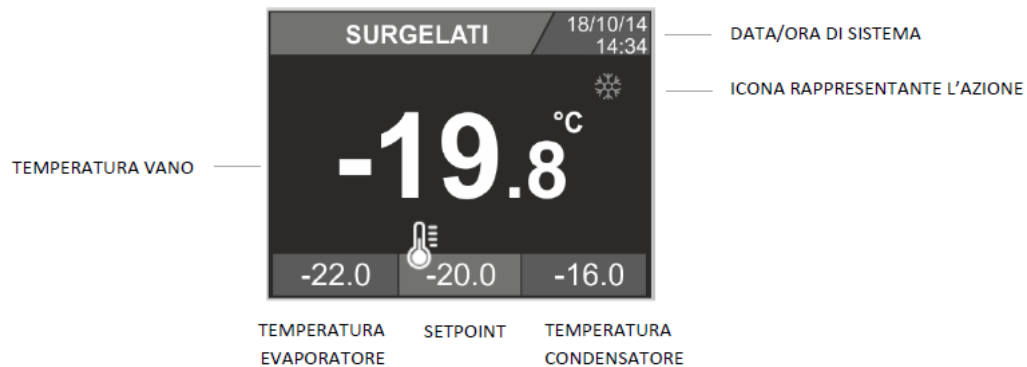 SURGELATI
18/10/14
14:34
DATA/ORA DI SISTEMA
ICONA RAPPRESENTANTE L'AZIONE
°C
-19.8
TEMPERATURA VANO
-22.0
-20.0
-16.0
TEMPERATURA
EVAPORATORE
SETPOINT
TEMPERATURA
CONDENSATORE